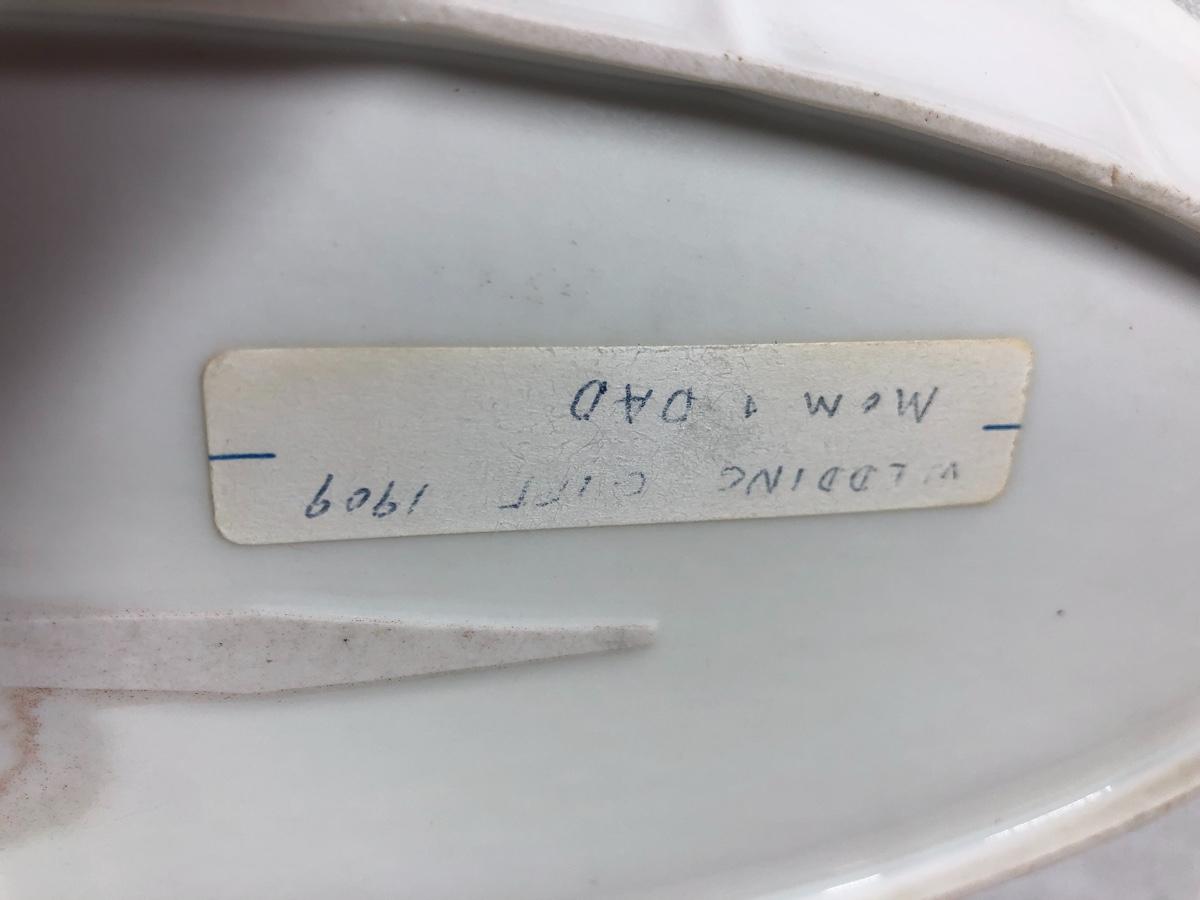 WEDDING GIFT 1909
MOM & DAD